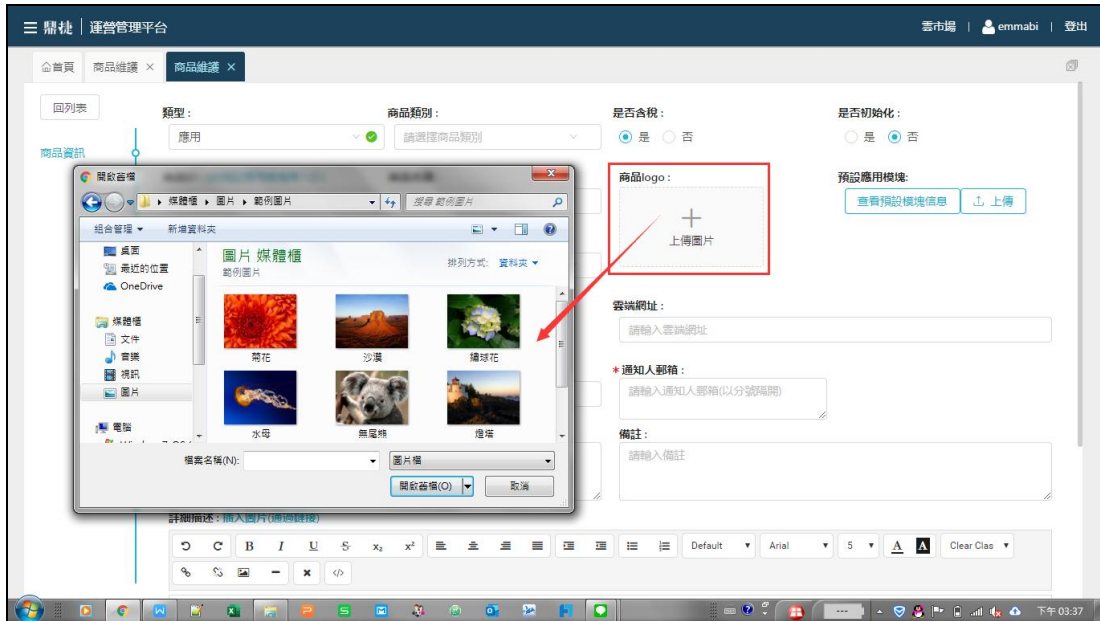 鼎捷 | 運營管理平台
雲市場 | emmabi | 登出
首頁 商品維護 × 商品維護 ×
回列表
商品資訊
類型：
應用
商品類別：
請選擇商品類別
是否含稅：
是 否
是否初始化：
是 否
商品logo：
上傳圖片
預設應用模塊:
查看預設模塊信息 上傳
雲端網址：
請輸入雲端網址
*通知人郵箱：
請輸入通知人郵箱(以分號隔開)
備註：
請輸入備註
開啟舊檔
媒體櫃 圖片 範例圖片
搜尋 範例圖片
組合管理 新增資料夾
桌面
最近的位置
OneDrive
媒體櫃
文件
音樂
視訊
圖片
電腦
圖片 媒體櫃
範例圖片
排列方式: 資料夾
菊花 沙漠 繡球花
水母 無尾熊 燈塔
檔案名稱(N):
圖片檔
開啟舊檔(O) 取消
詳細描述：插入圖片(通過鏈接)
B I U S x₂ x² Default Arial 5 A A Clear Clas
下午 03:37